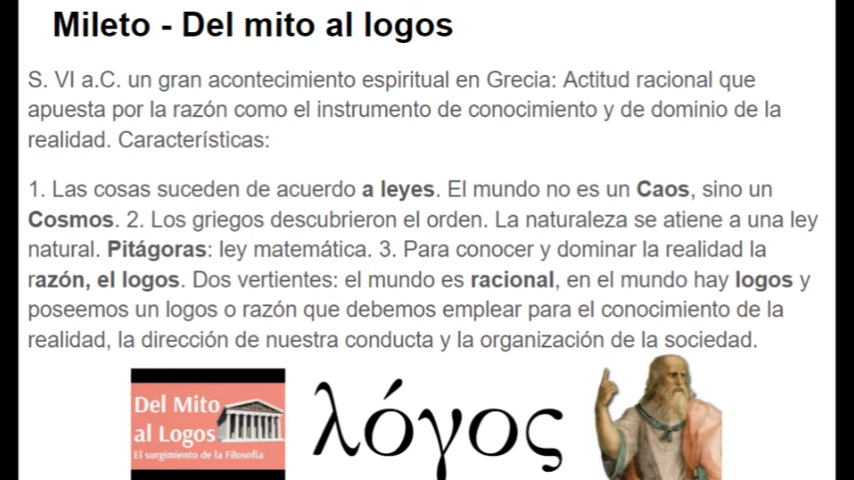 Mileto - Del mito al logos
S. VI a.C. un gran acontecimiento espiritual en Grecia: Actitud racional que
apuesta por la razón como el instrumento de conocimiento y de dominio de la
realidad. Características:
1. Las cosas suceden de acuerdo a leyes. El mundo no es un Caos, sino un
Cosmos. 2. Los griegos descubrieron el orden. La naturaleza se atiene a una ley
natural. Pitágoras: ley matemática. 3. Para conocer y dominar la realidad la
razón, el logos. Dos vertientes: el mundo es racional, en el mundo hay logos y
poseemos un logos o razón que debemos emplear para el conocimiento de la
realidad, la dirección de nuestra conducta y la organización de la sociedad.
Del Mito
al Logos
El surgimiento de la Filosofía
λόγος